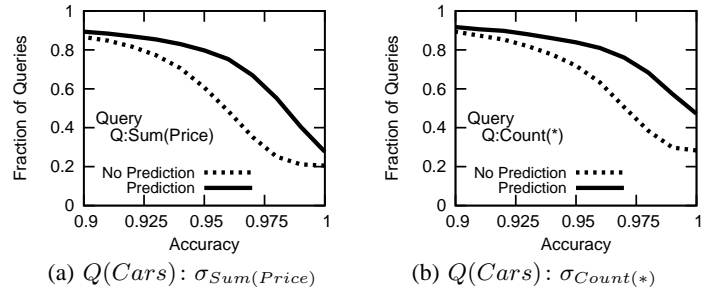 Fraction of Queries
1
0.8
0.6
0.4
0.2
0
Query
Q:Sum(Price)
No Prediction
Prediction
0.9 0.925 0.95 0.975 1
Accuracy
(a) Q(Cars): σSum(Price)
Fraction of Queries
1
0.8
0.6
0.4
0.2
0
Query
Q:Count(*)
No Prediction
Prediction
0.9 0.925 0.95 0.975 1
Accuracy
(b) Q(Cars): σCount(*)